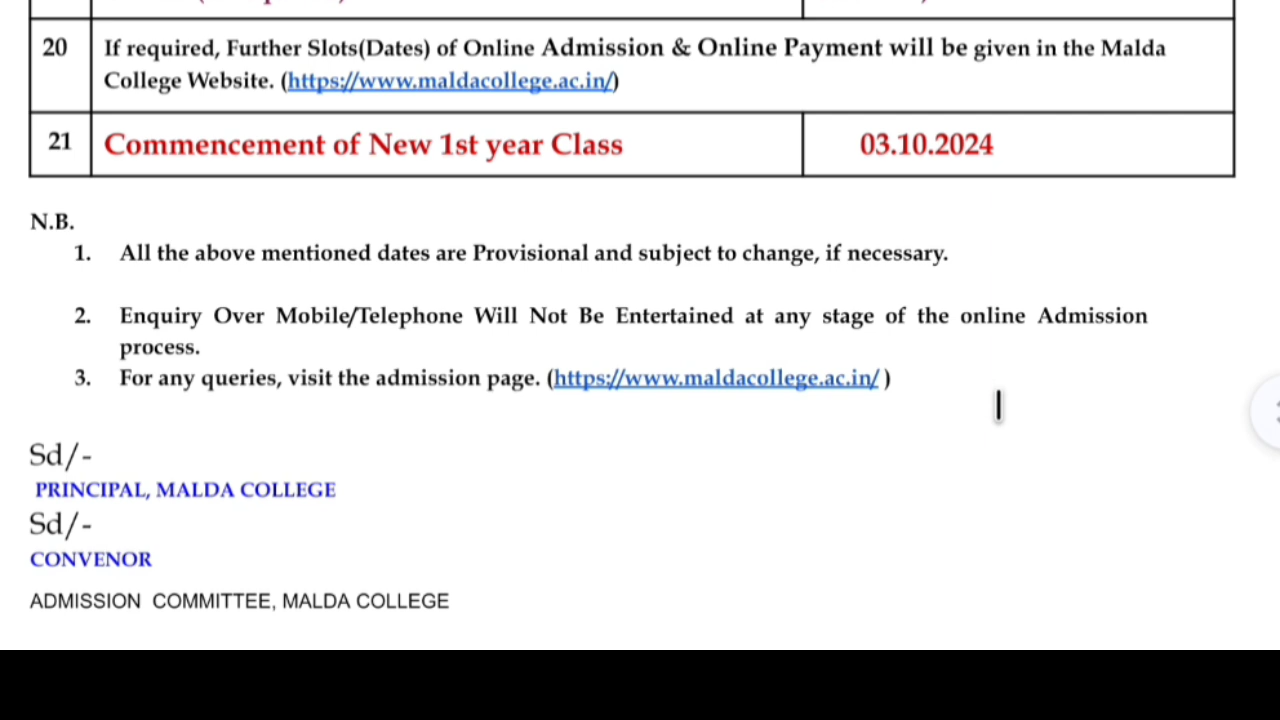 20 If required, Further Slots(Dates) of Online Admission & Online Payment will be given in the Malda
College Website. (https://www.maldacollege.ac.in/)
21 Commencement of New 1st year Class 03.10.2024
N.B.
1. All the above mentioned dates are Provisional and subject to change, if necessary.
2. Enquiry Over Mobile/Telephone Will Not Be Entertained at any stage of the online Admission
process.
3. For any queries, visit the admission page. (https://www.maldacollege.ac.in/ )
Sd/-
PRINCIPAL, MALDA COLLEGE
Sd/-
CONVENOR
ADMISSION COMMITTEE, MALDA COLLEGE